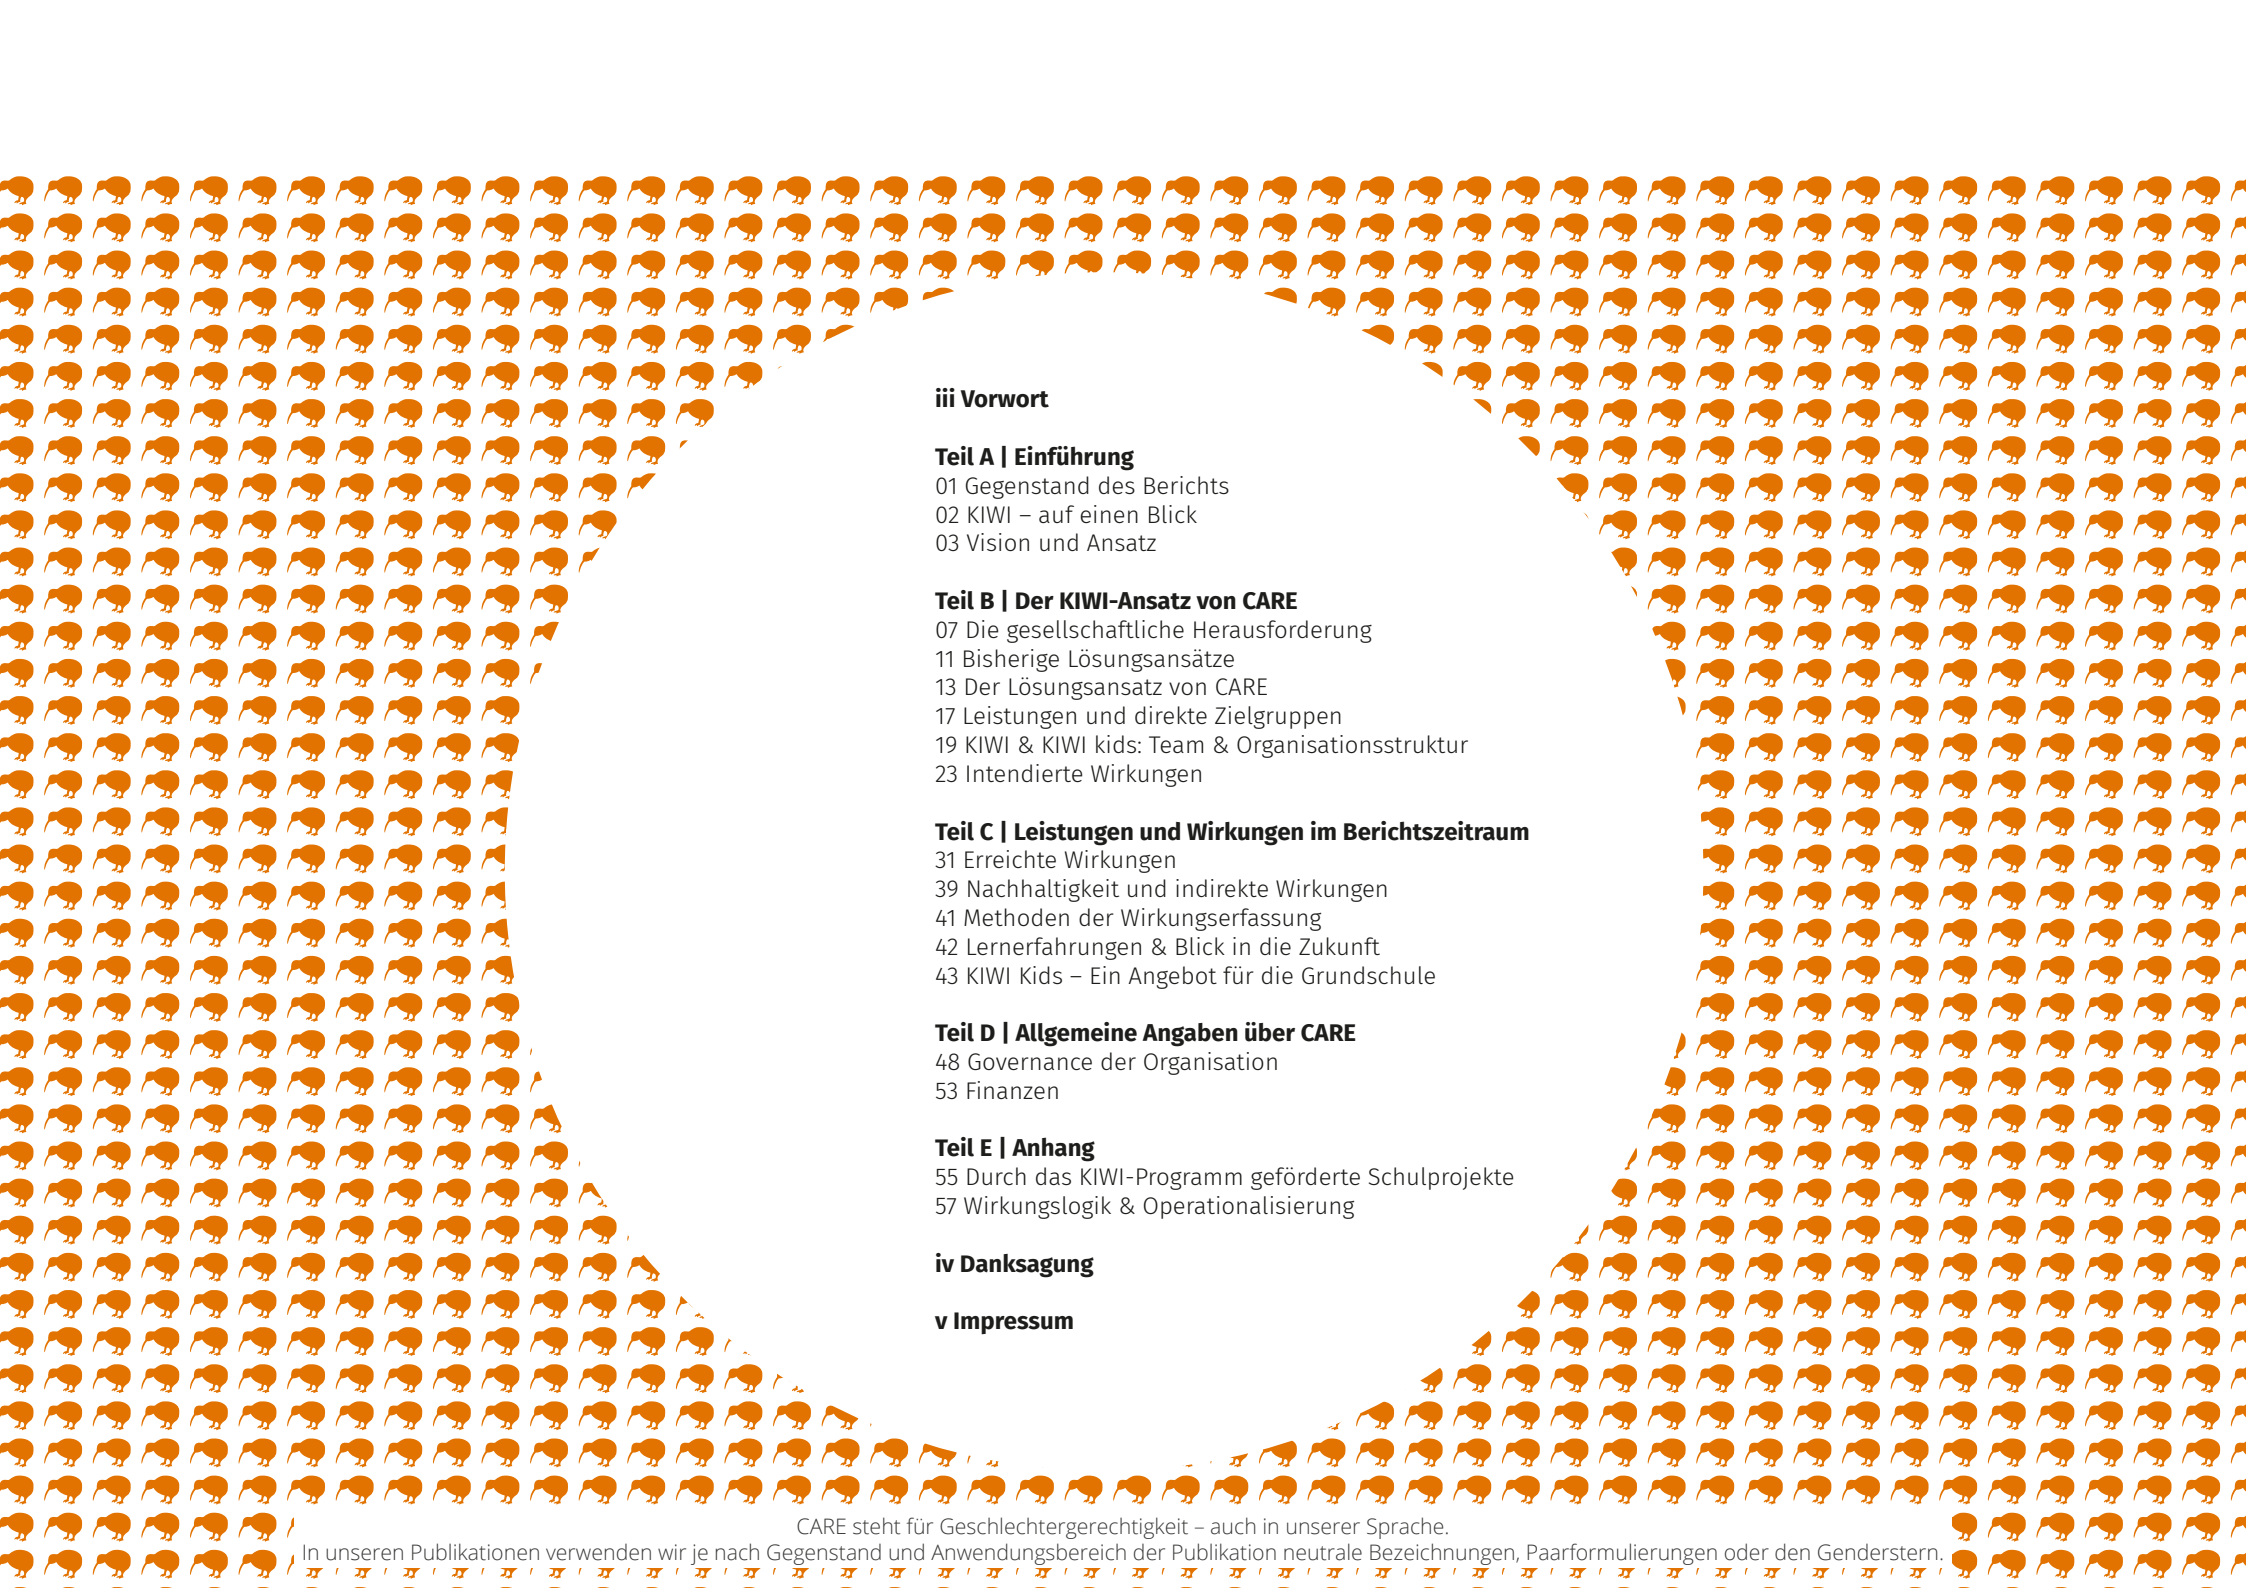 iii Vorwort
Teil A | Einführung
01 Gegenstand des Berichts
02 KIWI – auf einen Blick
03 Vision und Ansatz
Teil B | Der KIWI-Ansatz von CARE
07 Die gesellschaftliche Herausforderung
11 Bisherige Lösungsansätze
13 Der Lösungsansatz von CARE
17 Leistungen und direkte Zielgruppen
19 KIWI & KIWI kids: Team & Organisationsstruktur
23 Intendierte Wirkungen
Teil C | Leistungen und Wirkungen im Berichtszeitraum
31 Erreichte Wirkungen
39 Nachhaltigkeit und indirekte Wirkungen
41 Methoden der Wirkungserfassung
42 Lernerfahrungen & Blick in die Zukunft
43 KIWI Kids – Ein Angebot für die Grundschule
Teil D | Allgemeine Angaben über CARE
48 Governance der Organisation
53 Finanzen
Teil E | Anhang
55 Durch das KIWI-Programm geförderte Schulprojekte
57 Wirkungslogik & Operationalisierung
iv Danksagung
v Impressum
CARE steht für Geschlechtergerechtigkeit – auch in unserer Sprache.
In unseren Publikationen verwenden wir je nach Gegenstand und Anwendungsbereich der Publikation neutrale Bezeichnungen, Paarformulierungen oder den Genderstern.